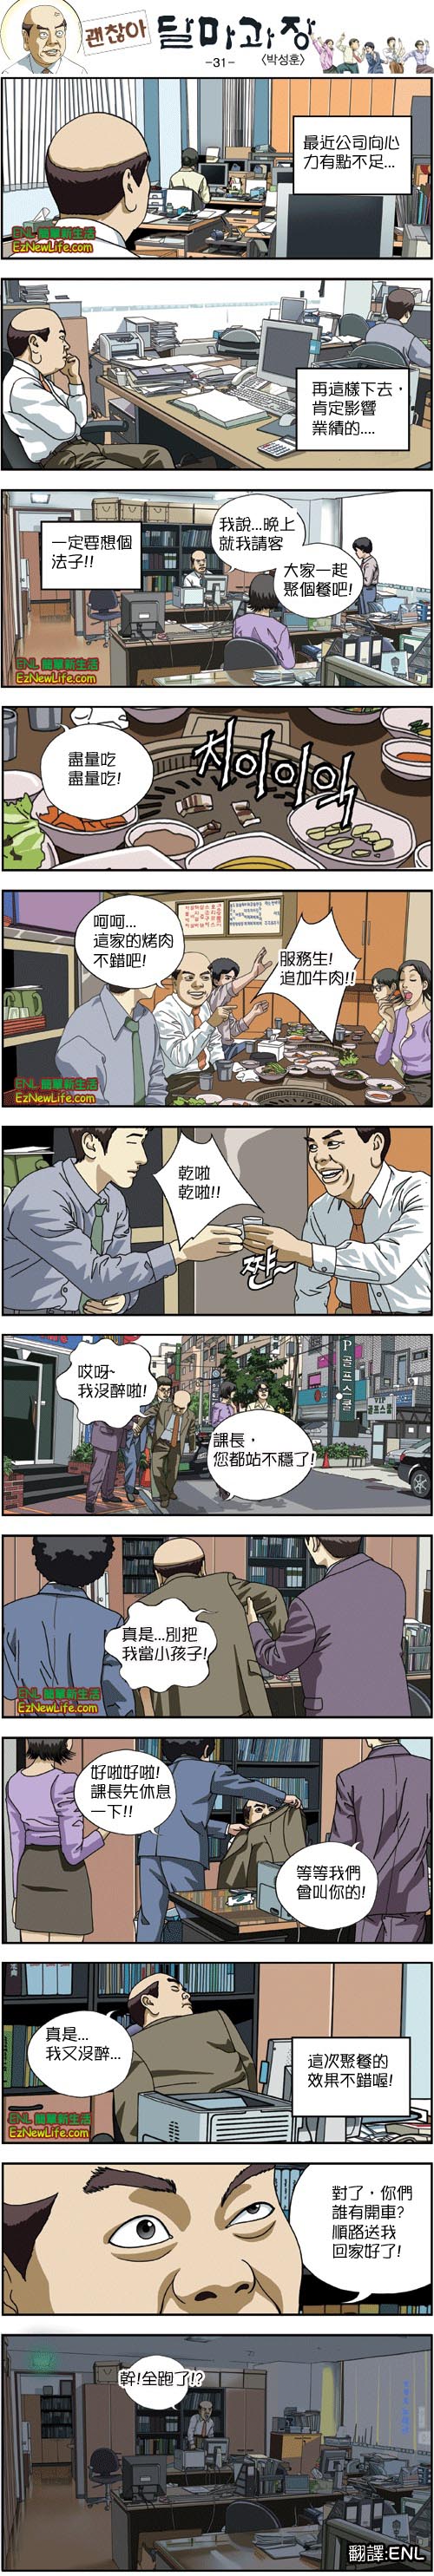 괜찮아
달마과장
-31-
〈박성훈〉
最近公司向心
力有點不足...
ENL 簡單新生活
EzNewLife.com
再這樣下去，
肯定影響
業績的....
一定要想個
法子!!
我說...晚上
就我請客
大家一起
聚個餐吧!
ENL 簡單新生活
EzNewLife.com
盡量吃
盡量吃!
치이이익
呵呵...
這家的烤肉
不錯吧!
服務生!
追加牛肉!!
ENL 簡單新生活
EzNewLife.com
乾啦
乾啦!!
쨘~
哎呀~
我沒醉啦!
P
골프스쿨
課長，
您都站不穩了!
真是...別把
我當小孩子!
ENL 簡單新生活
EzNewLife.com
好啦好啦!
課長先休息
一下!!
等等我們
會叫你的!
真是...
我又沒醉...
這次聚餐的
效果不錯喔!
ENL 簡單新生活
EzNewLife.com
對了，你們
誰有開車?
順路送我
回家好了!
幹!全跑了!?
翻譯:ENL